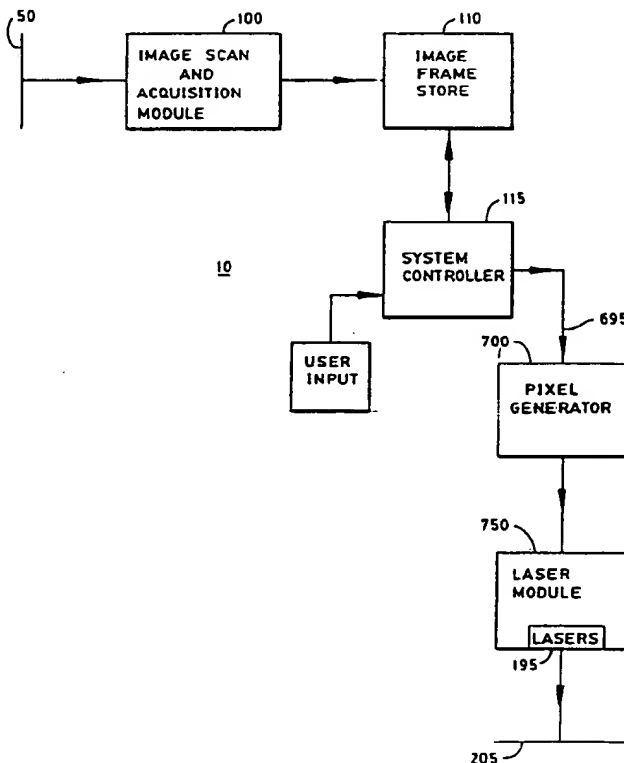 50
100
110
IMAGE SCAN
AND
ACQUISITION
MODULE
IMAGE
FRAME
STORE
115
SYSTEM
CONTROLLER
10
695
USER
INPUT
700
PIXEL
GENERATOR
750
LASER
MODULE
LASERS
195
205